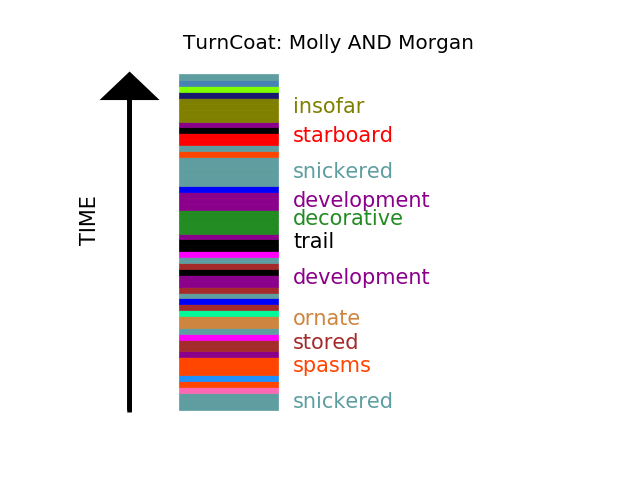 TurnCoat: Molly AND Morgan
insofar
starboard
snickered
development
decorative
trail
development
ornate
stored
spasms
snickered
TIME